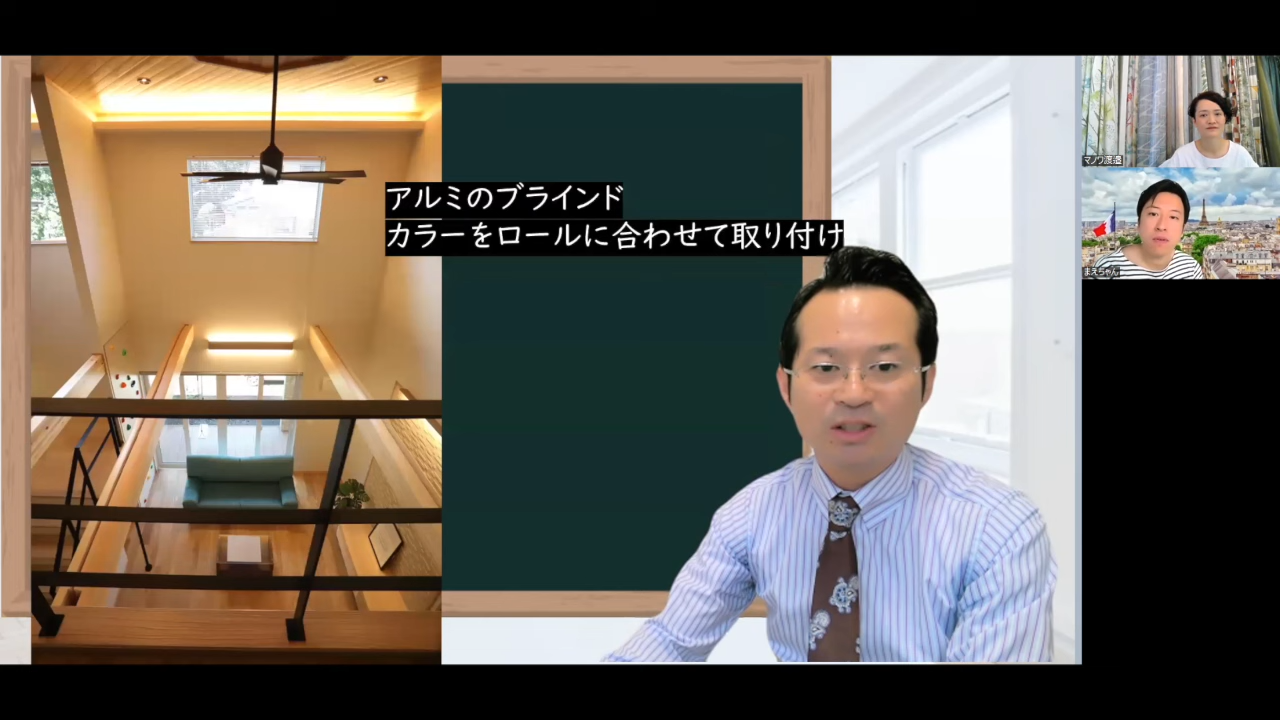 アルミのブラインド
カラーをロールに合わせて取り付け
マノワ渡邉
まえちゃん